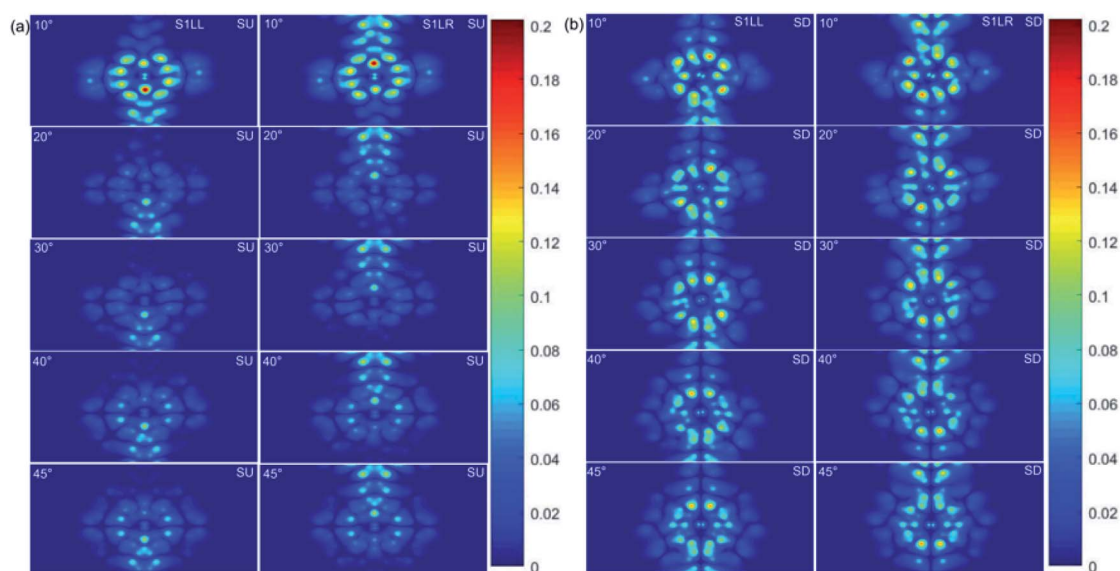 (a) 10° S1LL SU 10° S1LR SU 0.2
(b) 10° S1LL SD 10° S1LR SD 0.2
0.18
0.18
20° SU 20° SU 0.16
20° SD 20° SD 0.16
0.14
0.14
0.12
0.12
30° SU 30° SU
30° SD 30° SD
0.1
0.1
0.08
0.08
40° SU 40° SU
40° SD 40° SD
0.06
0.06
0.04
0.04
45° SU 45° SU
45° SD 45° SD
0.02
0.02
0
0